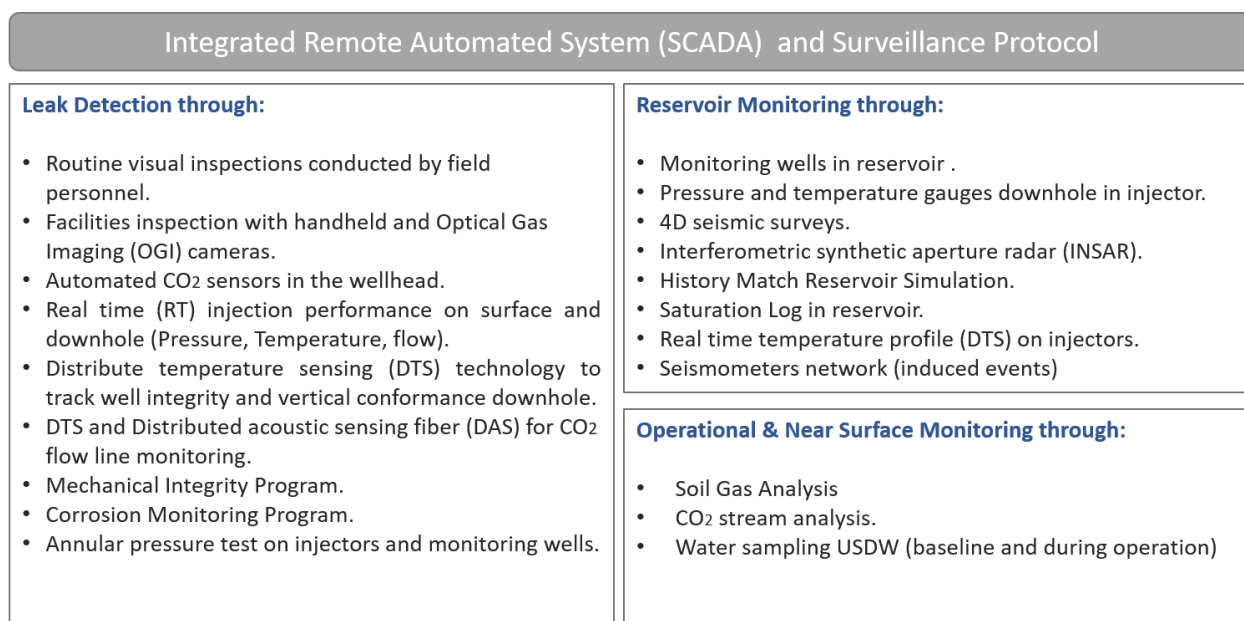 Integrated Remote Automated System (SCADA) and Surveillance Protocol
Leak Detection through:
• Routine visual inspections conducted by field
personnel.
• Facilities inspection with handheld and Optical Gas
Imaging (OGI) cameras.
• Automated CO2 sensors in the wellhead.
• Real time (RT) injection performance on surface and
downhole (Pressure, Temperature, flow).
• Distribute temperature sensing (DTS) technology to
track well integrity and vertical conformance downhole.
• DTS and Distributed acoustic sensing fiber (DAS) for CO2
flow line monitoring.
• Mechanical Integrity Program.
• Corrosion Monitoring Program.
• Annular pressure test on injectors and monitoring wells.
Reservoir Monitoring through:
• Monitoring wells in reservoir .
• Pressure and temperature gauges downhole in injector.
• 4D seismic surveys.
• Interferometric synthetic aperture radar (INSAR).
• History Match Reservoir Simulation.
• Saturation Log in reservoir.
• Real time temperature profile (DTS) on injectors.
• Seismometers network (induced events)
Operational & Near Surface Monitoring through:
• Soil Gas Analysis
• CO2 stream analysis.
• Water sampling USDW (baseline and during operation)